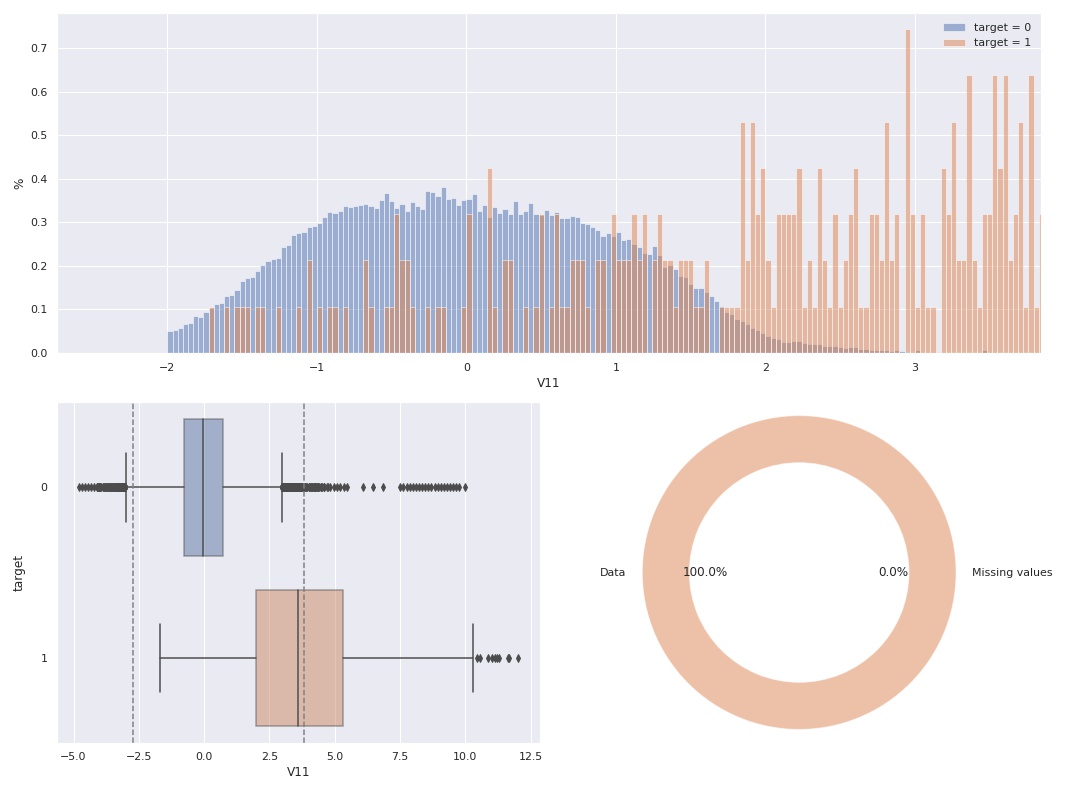 target = 0
target = 1
0.7
0.6
0.5
0.4
0.3
0.2
0.1
0.0
%
−2 −1 0 1 2 3
V11
0
1
target
−5.0 −2.5 0.0 2.5 5.0 7.5 10.0 12.5
V11
Data 100.0% 0.0% Missing values